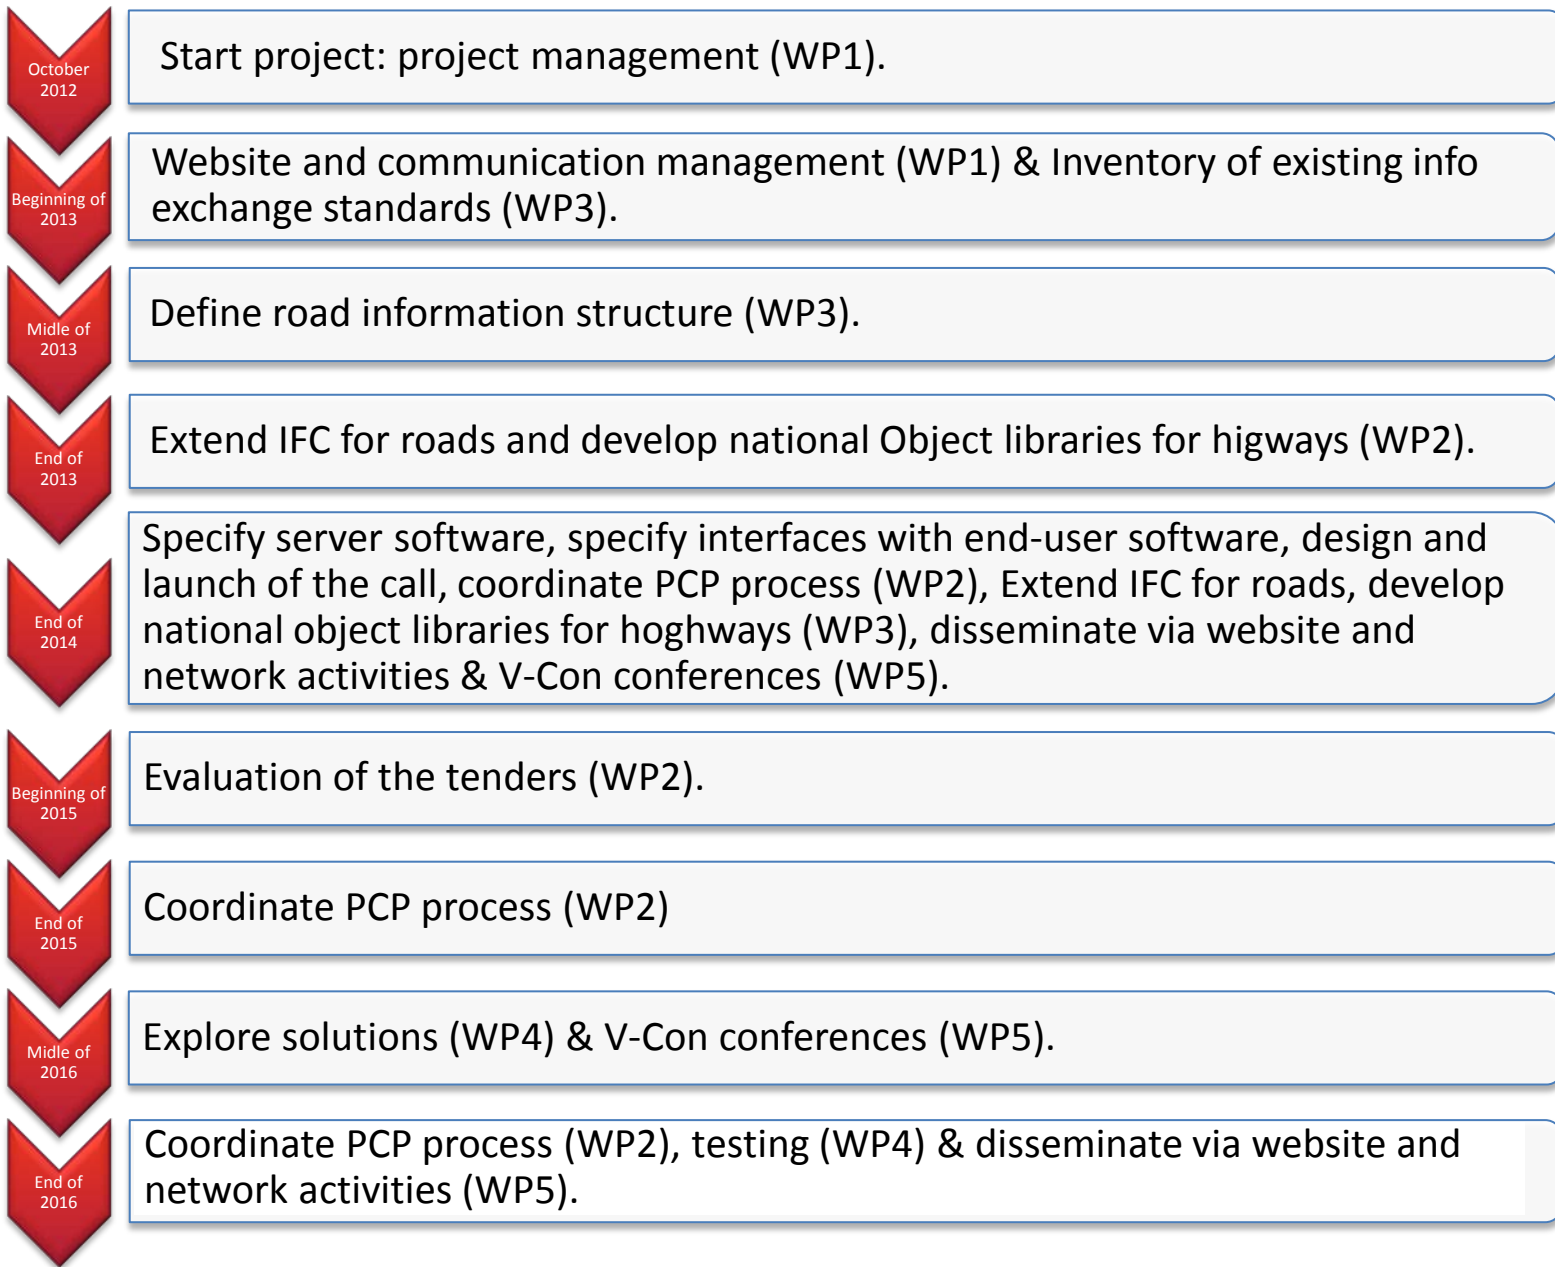 October
2012
Start project: project management (WP1).
Beginning of
2013
Website and communication management (WP1) & Inventory of existing info
exchange standards (WP3).
Midle of
2013
Define road information structure (WP3).
End of
2013
Extend IFC for roads and develop national Object libraries for higways (WP2).
End of
2014
Specify server software, specify interfaces with end-user software, design and
launch of the call, coordinate PCP process (WP2), Extend IFC for roads, develop
national object libraries for hoghways (WP3), disseminate via website and
network activities & V-Con conferences (WP5).
Beginning of
2015
Evaluation of the tenders (WP2).
End of
2015
Coordinate PCP process (WP2)
Midle of
2016
Explore solutions (WP4) & V-Con conferences (WP5).
End of
2016
Coordinate PCP process (WP2), testing (WP4) & disseminate via website and
network activities (WP5).